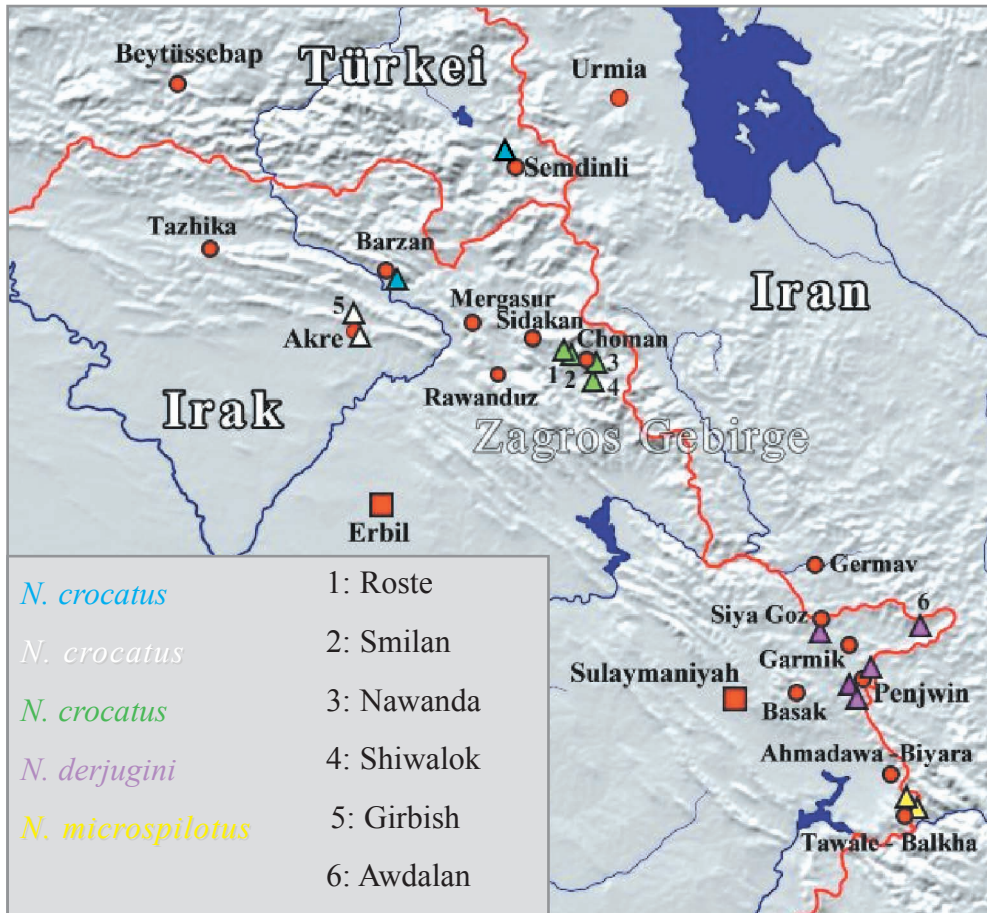 Beytüssebap
Türkei
Urmia
Semdinli
Tazhika
Barzan
Iran
5
Mergasur
Sidakan
Akre
Choman
1
2
3
4
Rawanduz
Irak
Zagros Gebirge
Erbil
Germav
Siya Goz
6
Garmik
Sulaymaniyah
Penjwin
Basak
Ahmadawa -Biyara
Tawale - Balkha
N. crocatus
N. crocatus
N. crocatus
N. derjugini
N. microspilotus
1: Roste
2: Smilan
3: Nawanda
4: Shiwalok
5: Girbish
6: Awdalan